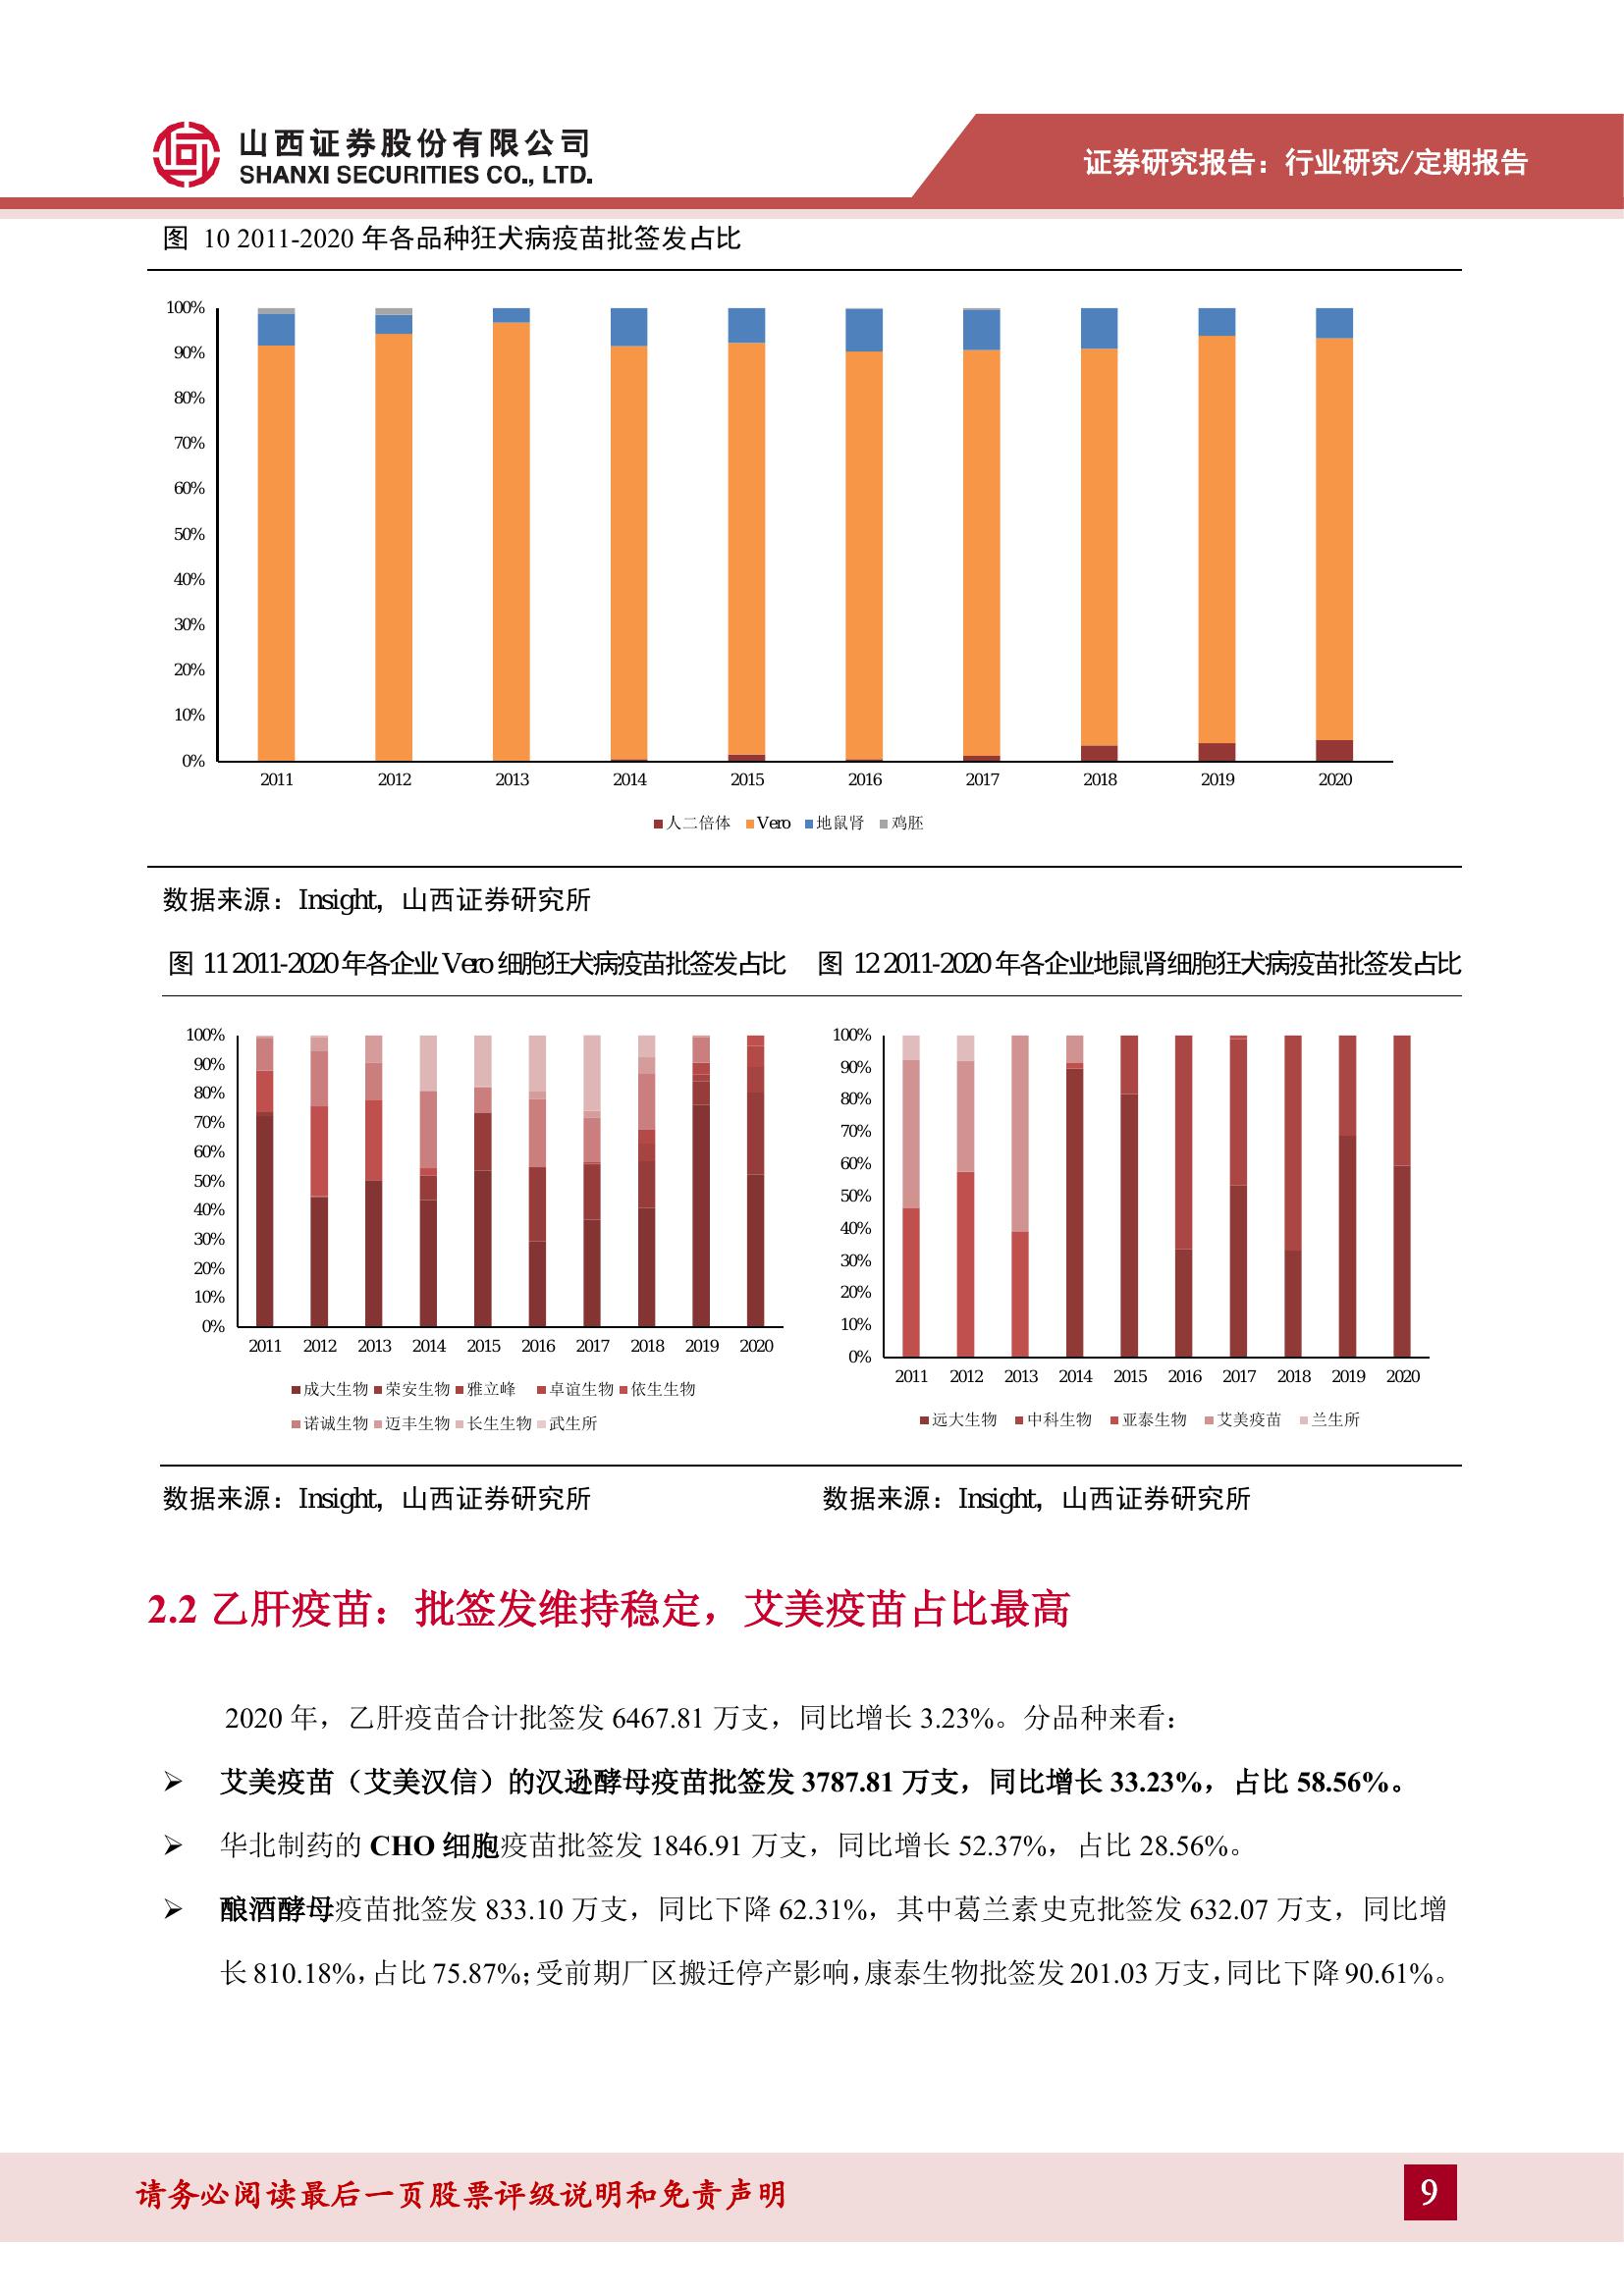 山西证券股份有限公司
SHANXI SECURITIES CO., LTD.
证券研究报告：行业研究/定期报告
图 10 2011-2020 年各品种狂犬病疫苗批签发占比
100%
90%
80%
70%
60%
50%
40%
30%
20%
10%
0%
2011 2012 2013 2014 2015 2016 2017 2018 2019 2020
人二倍体 Vero 地鼠肾 鸡胚
数据来源：Insight，山西证券研究所
图 11 2011-2020 年各企业 Vero 细胞狂犬病疫苗批签发占比
100%
90%
80%
70%
60%
50%
40%
30%
20%
10%
0%
2011 2012 2013 2014 2015 2016 2017 2018 2019 2020
成大生物 荣安生物 雅立峰 卓谊生物 依生生物
诺诚生物 迈丰生物 长生生物 武生所
数据来源：Insight，山西证券研究所
图 12 2011-2020 年各企业地鼠肾细胞狂犬病疫苗批签发占比
100%
90%
80%
70%
60%
50%
40%
30%
20%
10%
0%
2011 2012 2013 2014 2015 2016 2017 2018 2019 2020
远大生物 中科生物 亚泰生物 艾美疫苗 兰生所
数据来源：Insight，山西证券研究所
2.2 乙肝疫苗：批签发维持稳定，艾美疫苗占比最高
2020 年，乙肝疫苗合计批签发 6467.81 万支，同比增长 3.23%。分品种来看：
➢ 艾美疫苗（艾美汉信）的汉逊酵母疫苗批签发 3787.81 万支，同比增长 33.23%，占比 58.56%。
➢ 华北制药的 CHO 细胞疫苗批签发 1846.91 万支，同比增长 52.37%，占比 28.56%。
➢ 酿酒酵母疫苗批签发 833.10 万支，同比下降 62.31%，其中葛兰素史克批签发 632.07 万支，同比增
长 810.18%，占比 75.87%；受前期厂区搬迁停产影响，康泰生物批签发 201.03 万支，同比下降 90.61%。
请务必阅读最后一页股票评级说明和免责声明
9